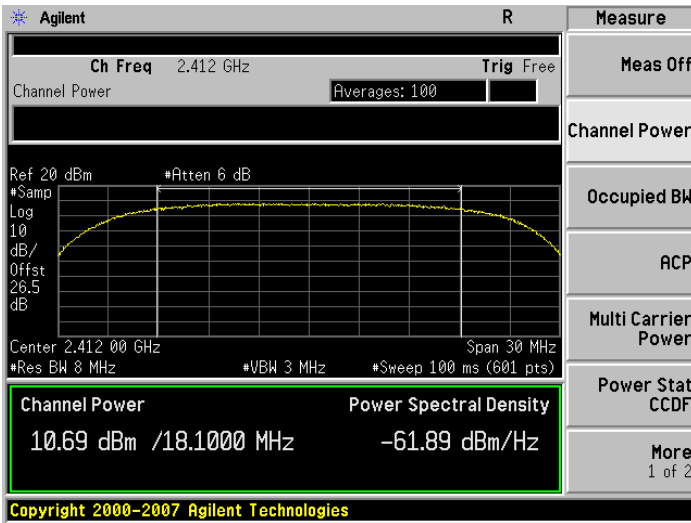 Agilent R Measure
Ch Freq 2.412 GHz Trig Free
Meas Off
Channel Power Averages: 100
Channel Power
Ref 20 dBm #Atten 6 dB
#Samp
Log
10
dB/
Offst
26.5
dB
Occupied BW
ACP
Multi Carrier
Power
Center 2.412 00 GHz Span 30 MHz
#Res BW 8 MHz #VBW 3 MHz #Sweep 100 ms (601 pts)
Power Stat
CCDF
Channel Power Power Spectral Density
10.69 dBm /18.1000 MHz -61.89 dBm/Hz
More
1 of 2
Copyright 2000-2007 Agilent Technologies